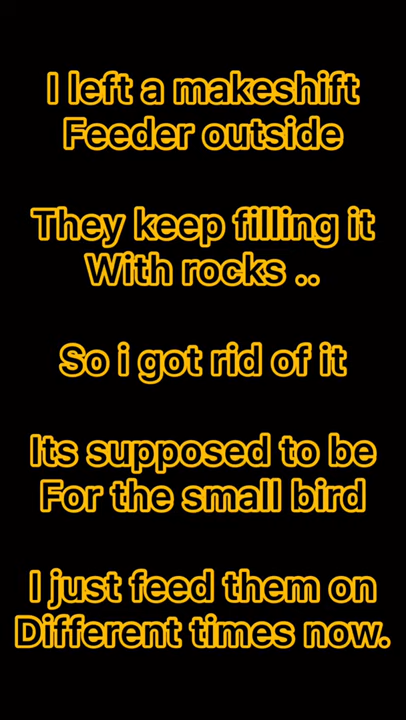 I left a makeshift
Feeder outside
They keep filling it
With rocks ..
So i got rid of it
Its supposed to be
For the small bird
I just feed them on
Different times now.